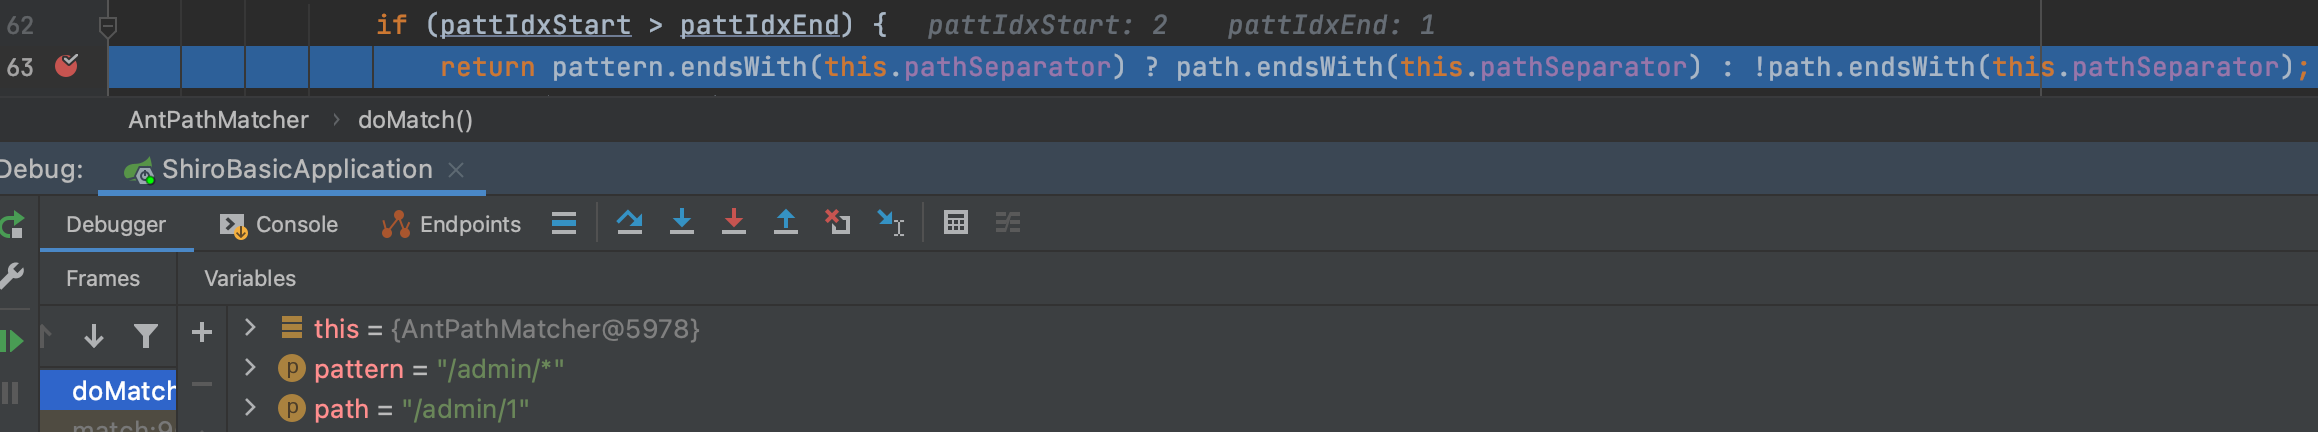 62 if (pattIdxStart > pattIdxEnd) { pattIdxStart: 2 pattIdxEnd: 1
63 return pattern.endsWith(this.pathSeparator) ? path.endsWith(this.pathSeparator) : !path.endsWith(this.pathSeparator);
AntPathMatcher › doMatch()
Debug: ShiroBasicApplication ×
Debugger Console Endpoints
Frames Variables
this = {AntPathMatcher@5978}
p pattern = "/admin/*"
doMatch p path = "/admin/1"
match:9